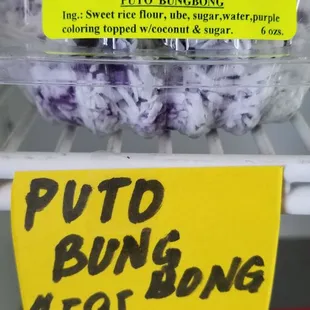 PUTO BUNGBONG
Ing.: Sweet rice flour, ube, sugar,water,purple
coloring topped w/coconut & sugar. 6 ozs.
PUTO
BUNG
BONG